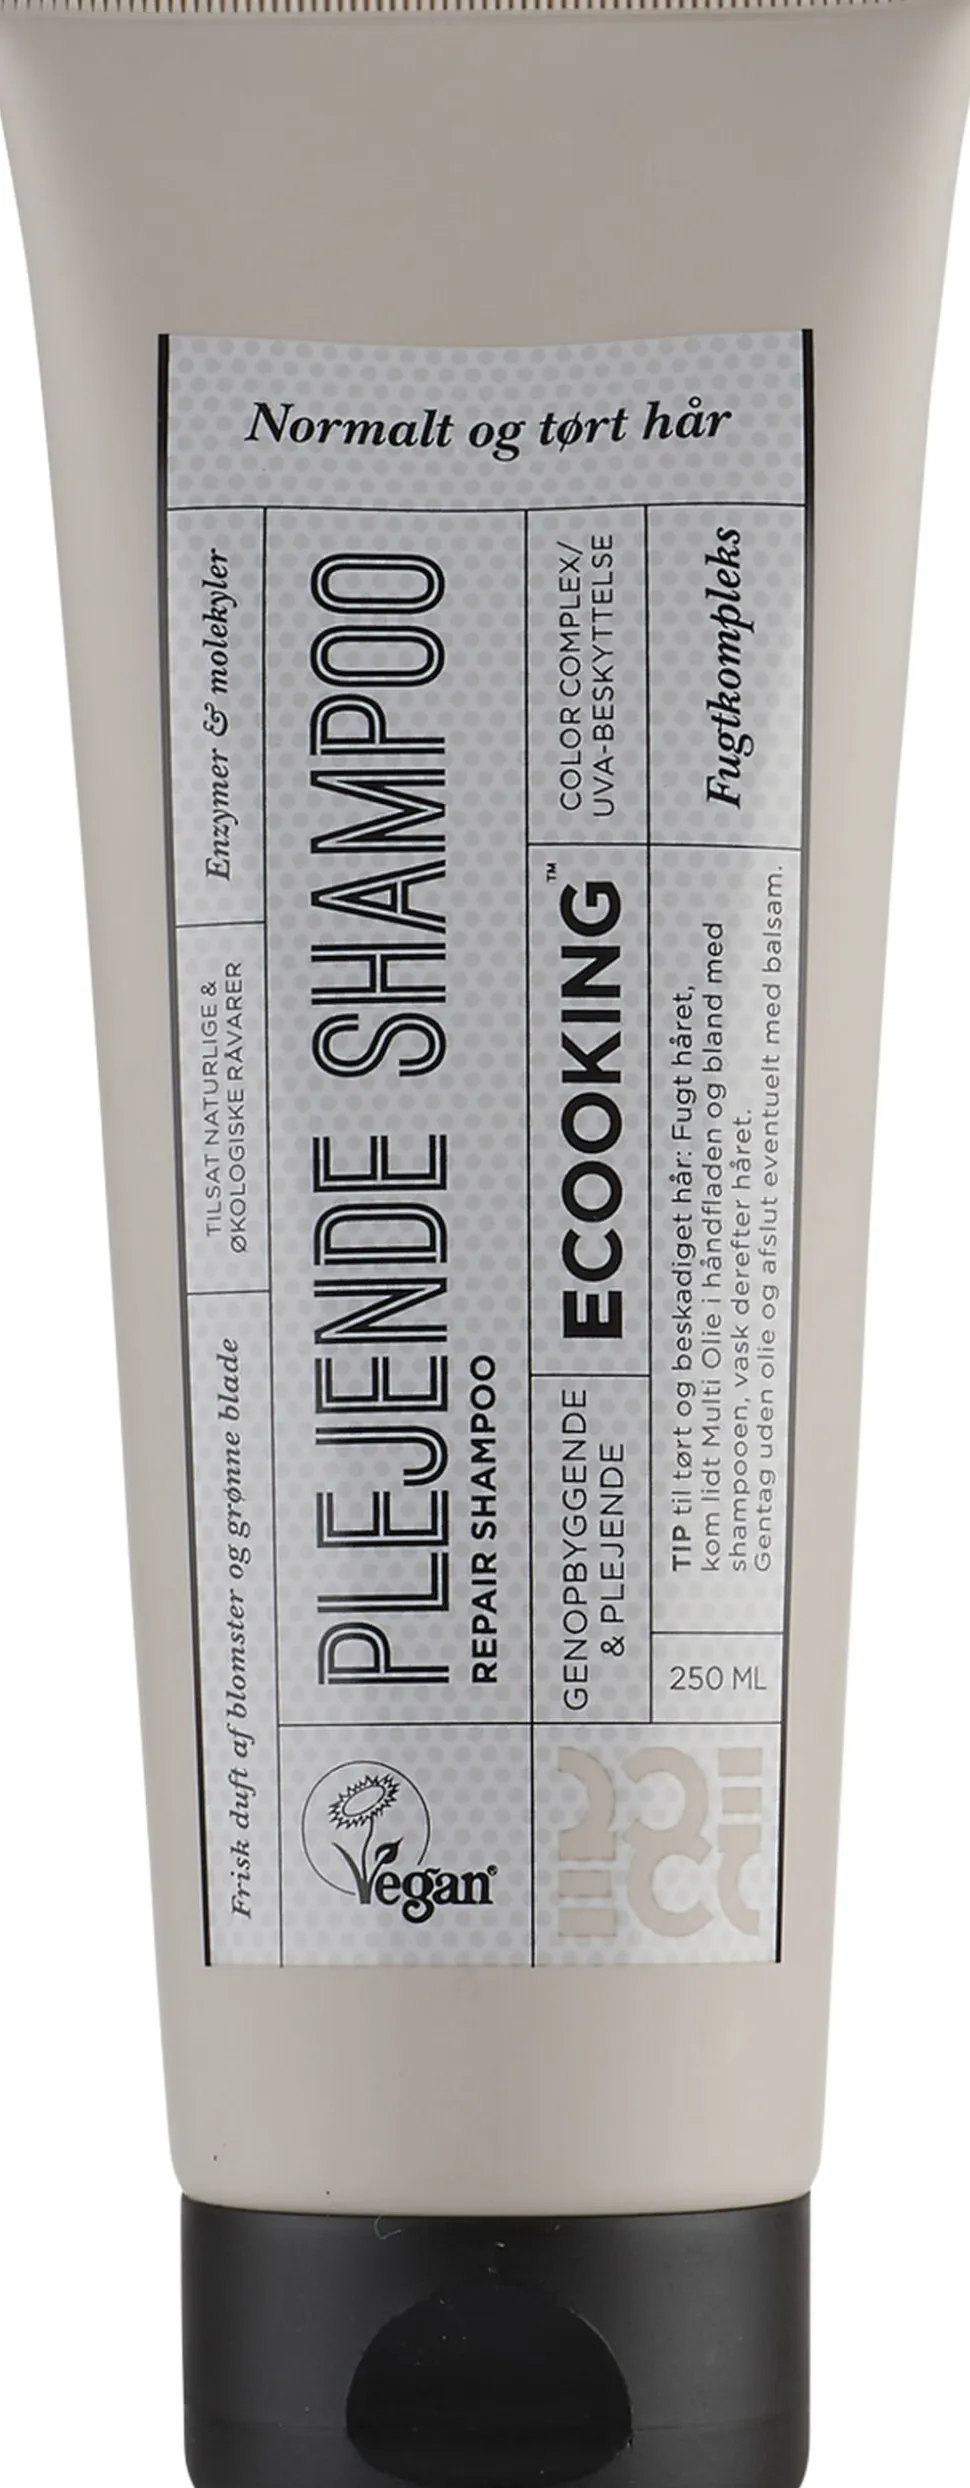 Normalt og tørt hår
Enzymer & molekyler
TILSAT NATURLIGE &
ØKOLOGISKE RÅVARER
Frisk duft af blomster og grønne blade
PLEJENDE SHAMPOO
REPAIR SHAMPOO
Vegan®
COLOR COMPLEX/
UVA-BESKYTTELSE
ECOOKING™
GENOPBYGGENDE
& PLEJENDE
Fugtkompleks
TIP til tørt og beskadiget hår: Fugt håret,
kom lidt Multi Olie i håndfladen og bland med
shampooen, vask derefter håret.
Gentag uden olie og afslut eventuelt med balsam.
250 ML